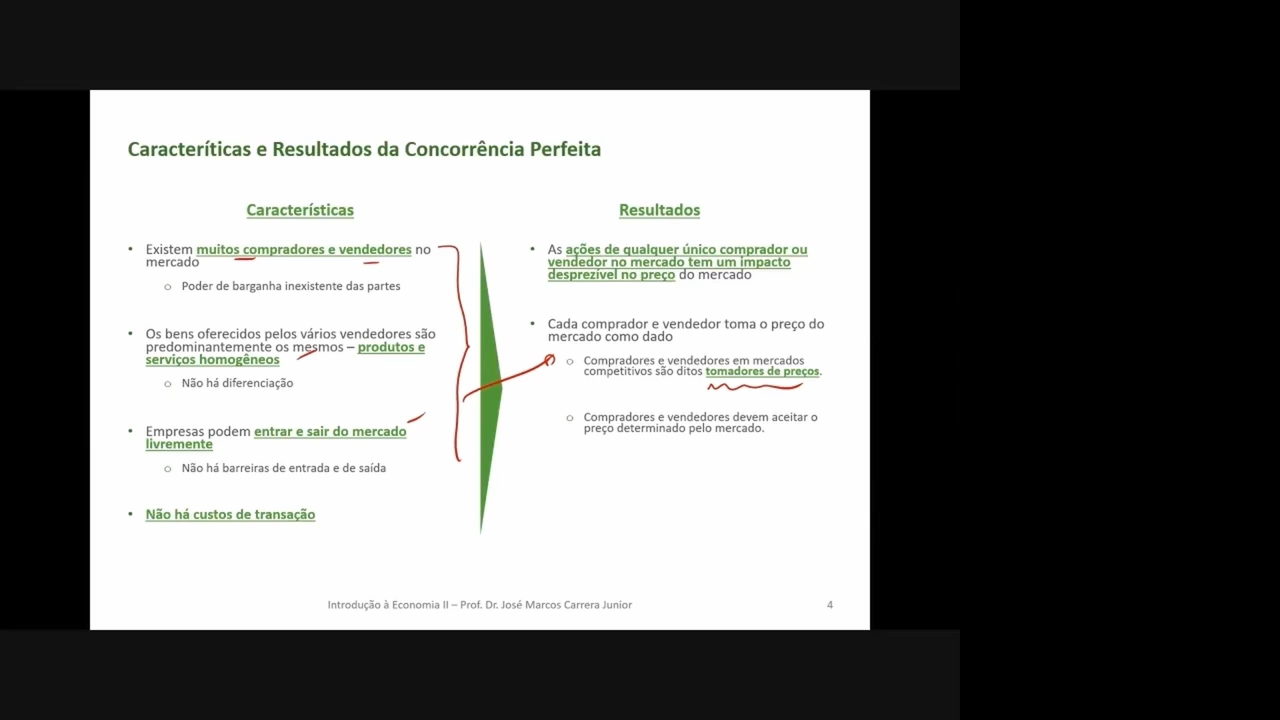 Caracteríticas e Resultados da Concorrência Perfeita
Características
• Existem muitos compradores e vendedores no
mercado
o Poder de barganha inexistente das partes
• Os bens oferecidos pelos vários vendedores são
predominantemente os mesmos – produtos e
serviços homogêneos
o Não há diferenciação
• Empresas podem entrar e sair do mercado
livremente
o Não há barreiras de entrada e de saída
• Não há custos de transação
Resultados
• As ações de qualquer único comprador ou
vendedor no mercado tem um impacto
desprezível no preço do mercado
• Cada comprador e vendedor toma o preço do
mercado como dado
o Compradores e vendedores em mercados
competitivos são ditos tomadores de preços.
o Compradores e vendedores devem aceitar o
preço determinado pelo mercado.
Introdução à Economia II – Prof. Dr. José Marcos Carrera Junior
4